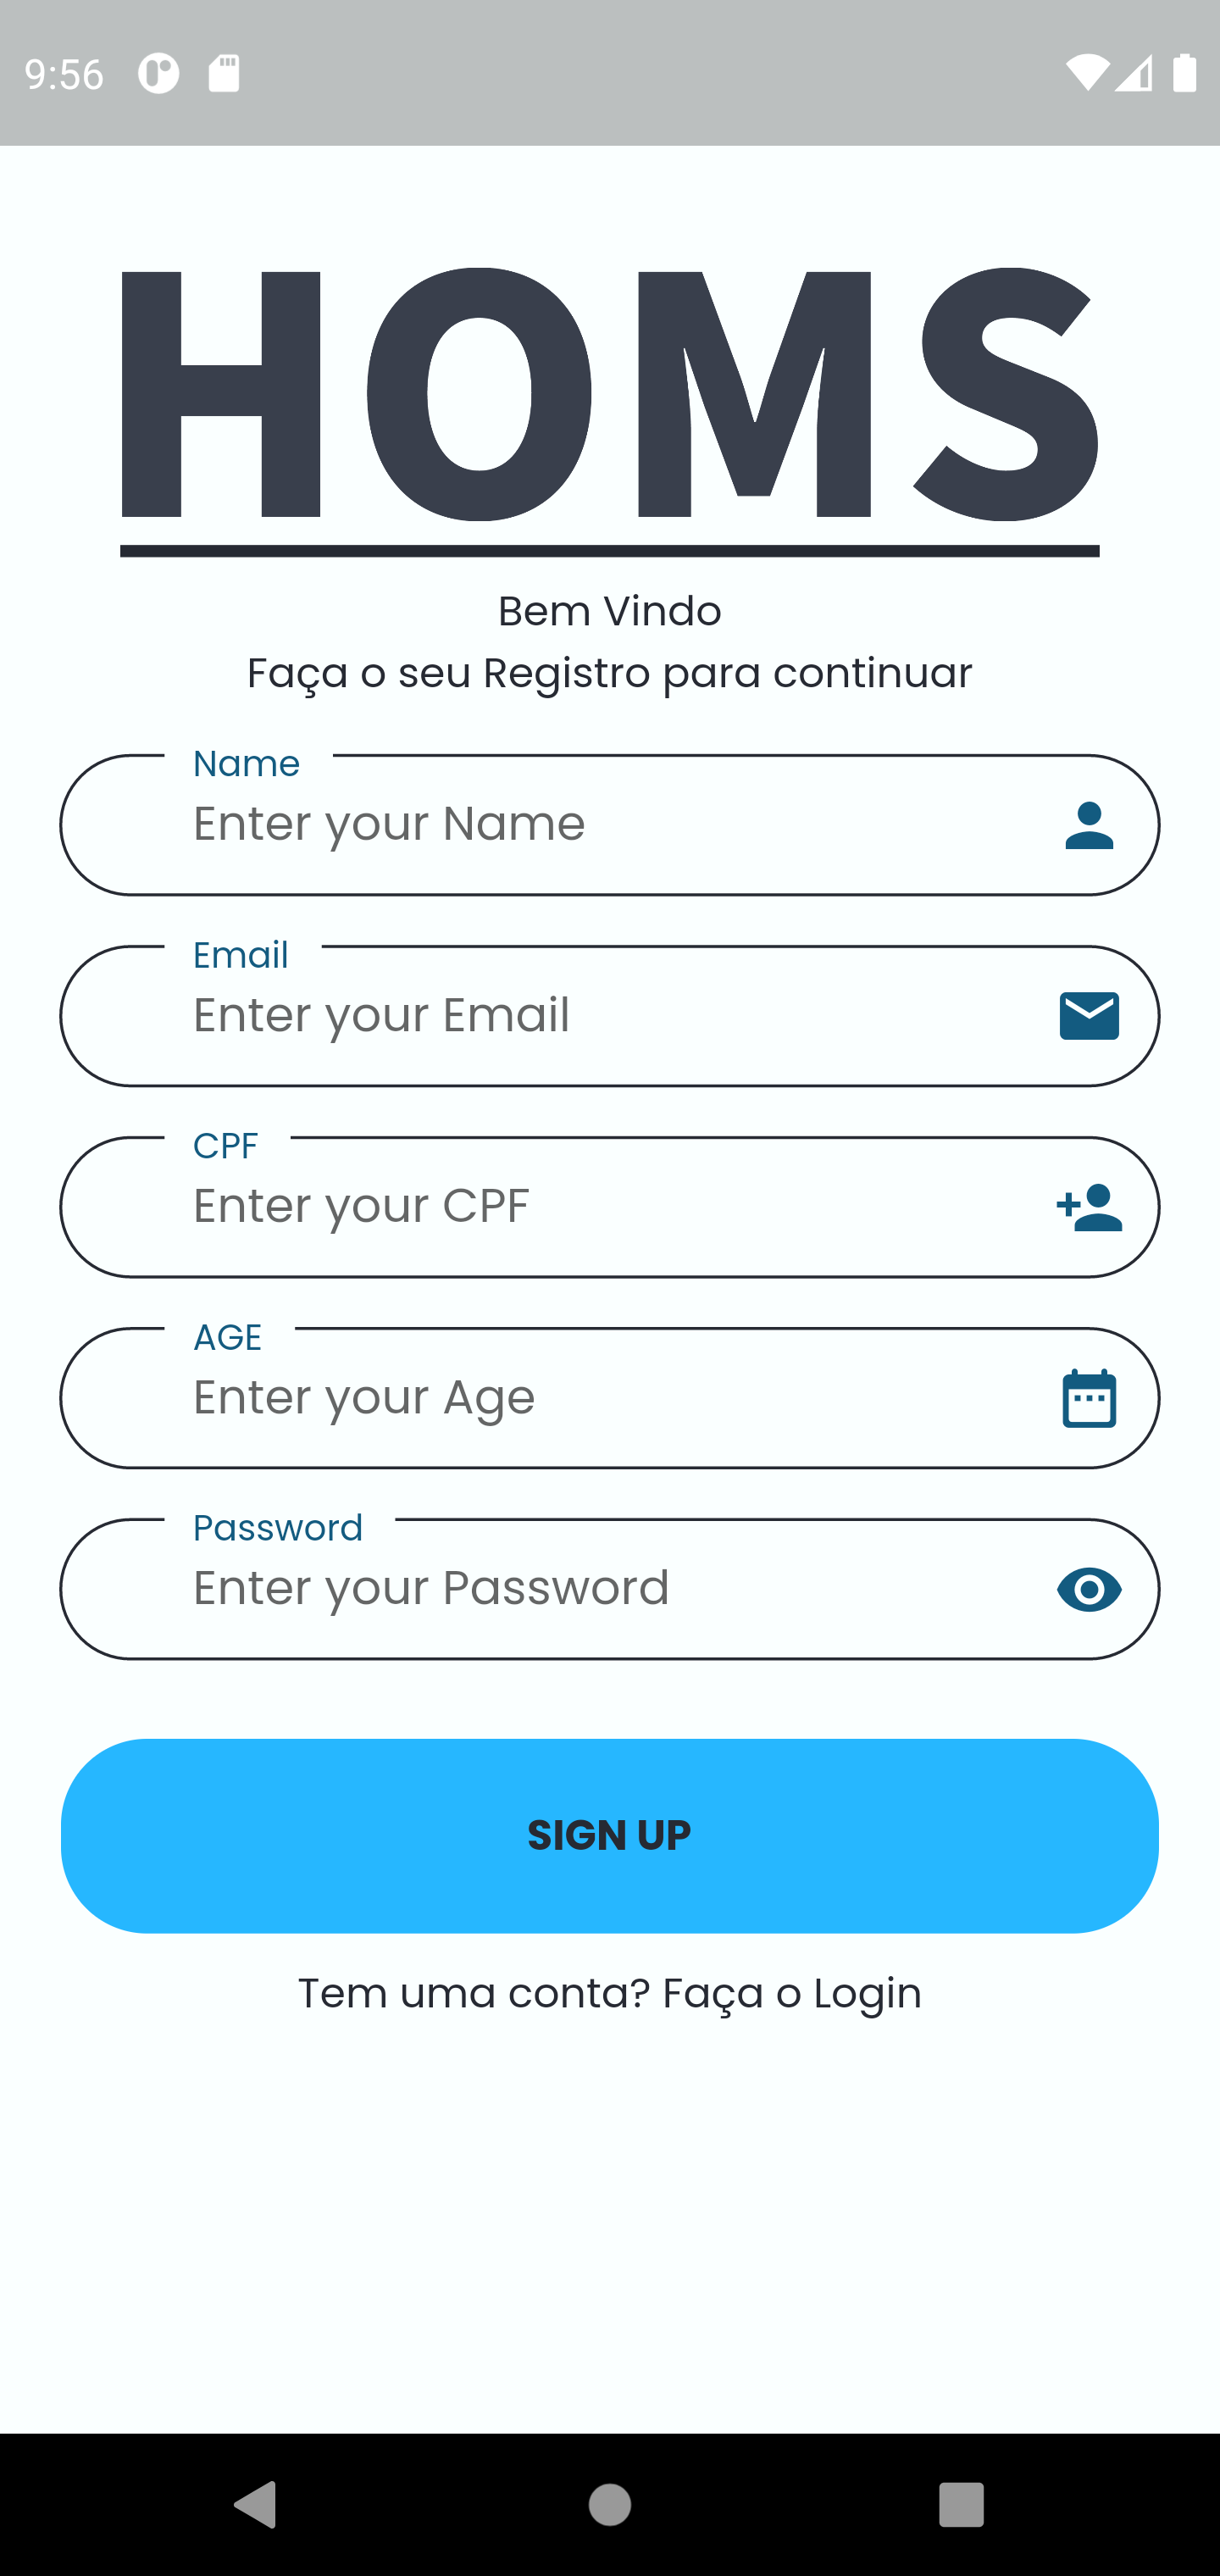 9:56
HOMS
Bem Vindo
Faça o seu Registro para continuar
Name
Enter your Name
Email
Enter your Email
CPF
Enter your CPF
AGE
Enter your Age
Password
Enter your Password
SIGN UP
Tem uma conta? Faça o Login